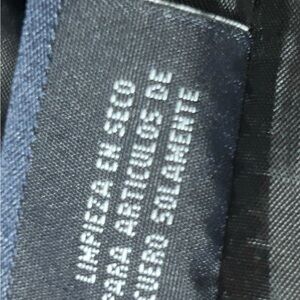 LIMPIEZA EN SECO
PARA ARTICULOS DE
CUERO SOLAMENTE